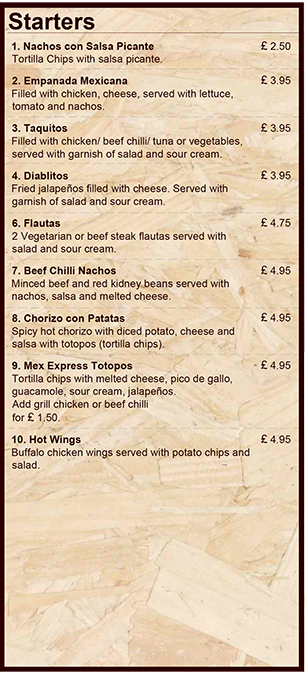 Starters
1. Nachos con Salsa Picante £ 2.50
Tortilla Chips with salsa picante.
2. Empanada Mexicana £ 3.95
Filled with chicken, cheese, served with lettuce,
tomato and nachos.
3. Taquitos £ 3.95
Filled with chicken/ beef chilli/ tuna or vegetables,
served with garnish of salad and sour cream.
4. Diablitos £ 3.95
Fried jalapeños filled with cheese. Served with
garnish of salad and sour cream.
6. Flautas £ 4.75
2 Vegetarian or beef steak flautas served with
salad and sour cream.
7. Beef Chilli Nachos £ 4.95
Minced beef and red kidney beans served with
nachos, salsa and melted cheese.
8. Chorizo con Patatas £ 4.95
Spicy hot chorizo with diced potato, cheese and
salsa with totopos (tortilla chips).
9. Mex Express Totopos £ 4.95
Tortilla chips with melted cheese, pico de gallo,
guacamole, sour cream, jalapeños.
Add grill chicken or beef chilli
for £ 1.50.
10. Hot Wings £ 4.95
Buffalo chicken wings served with potato chips and
salad.